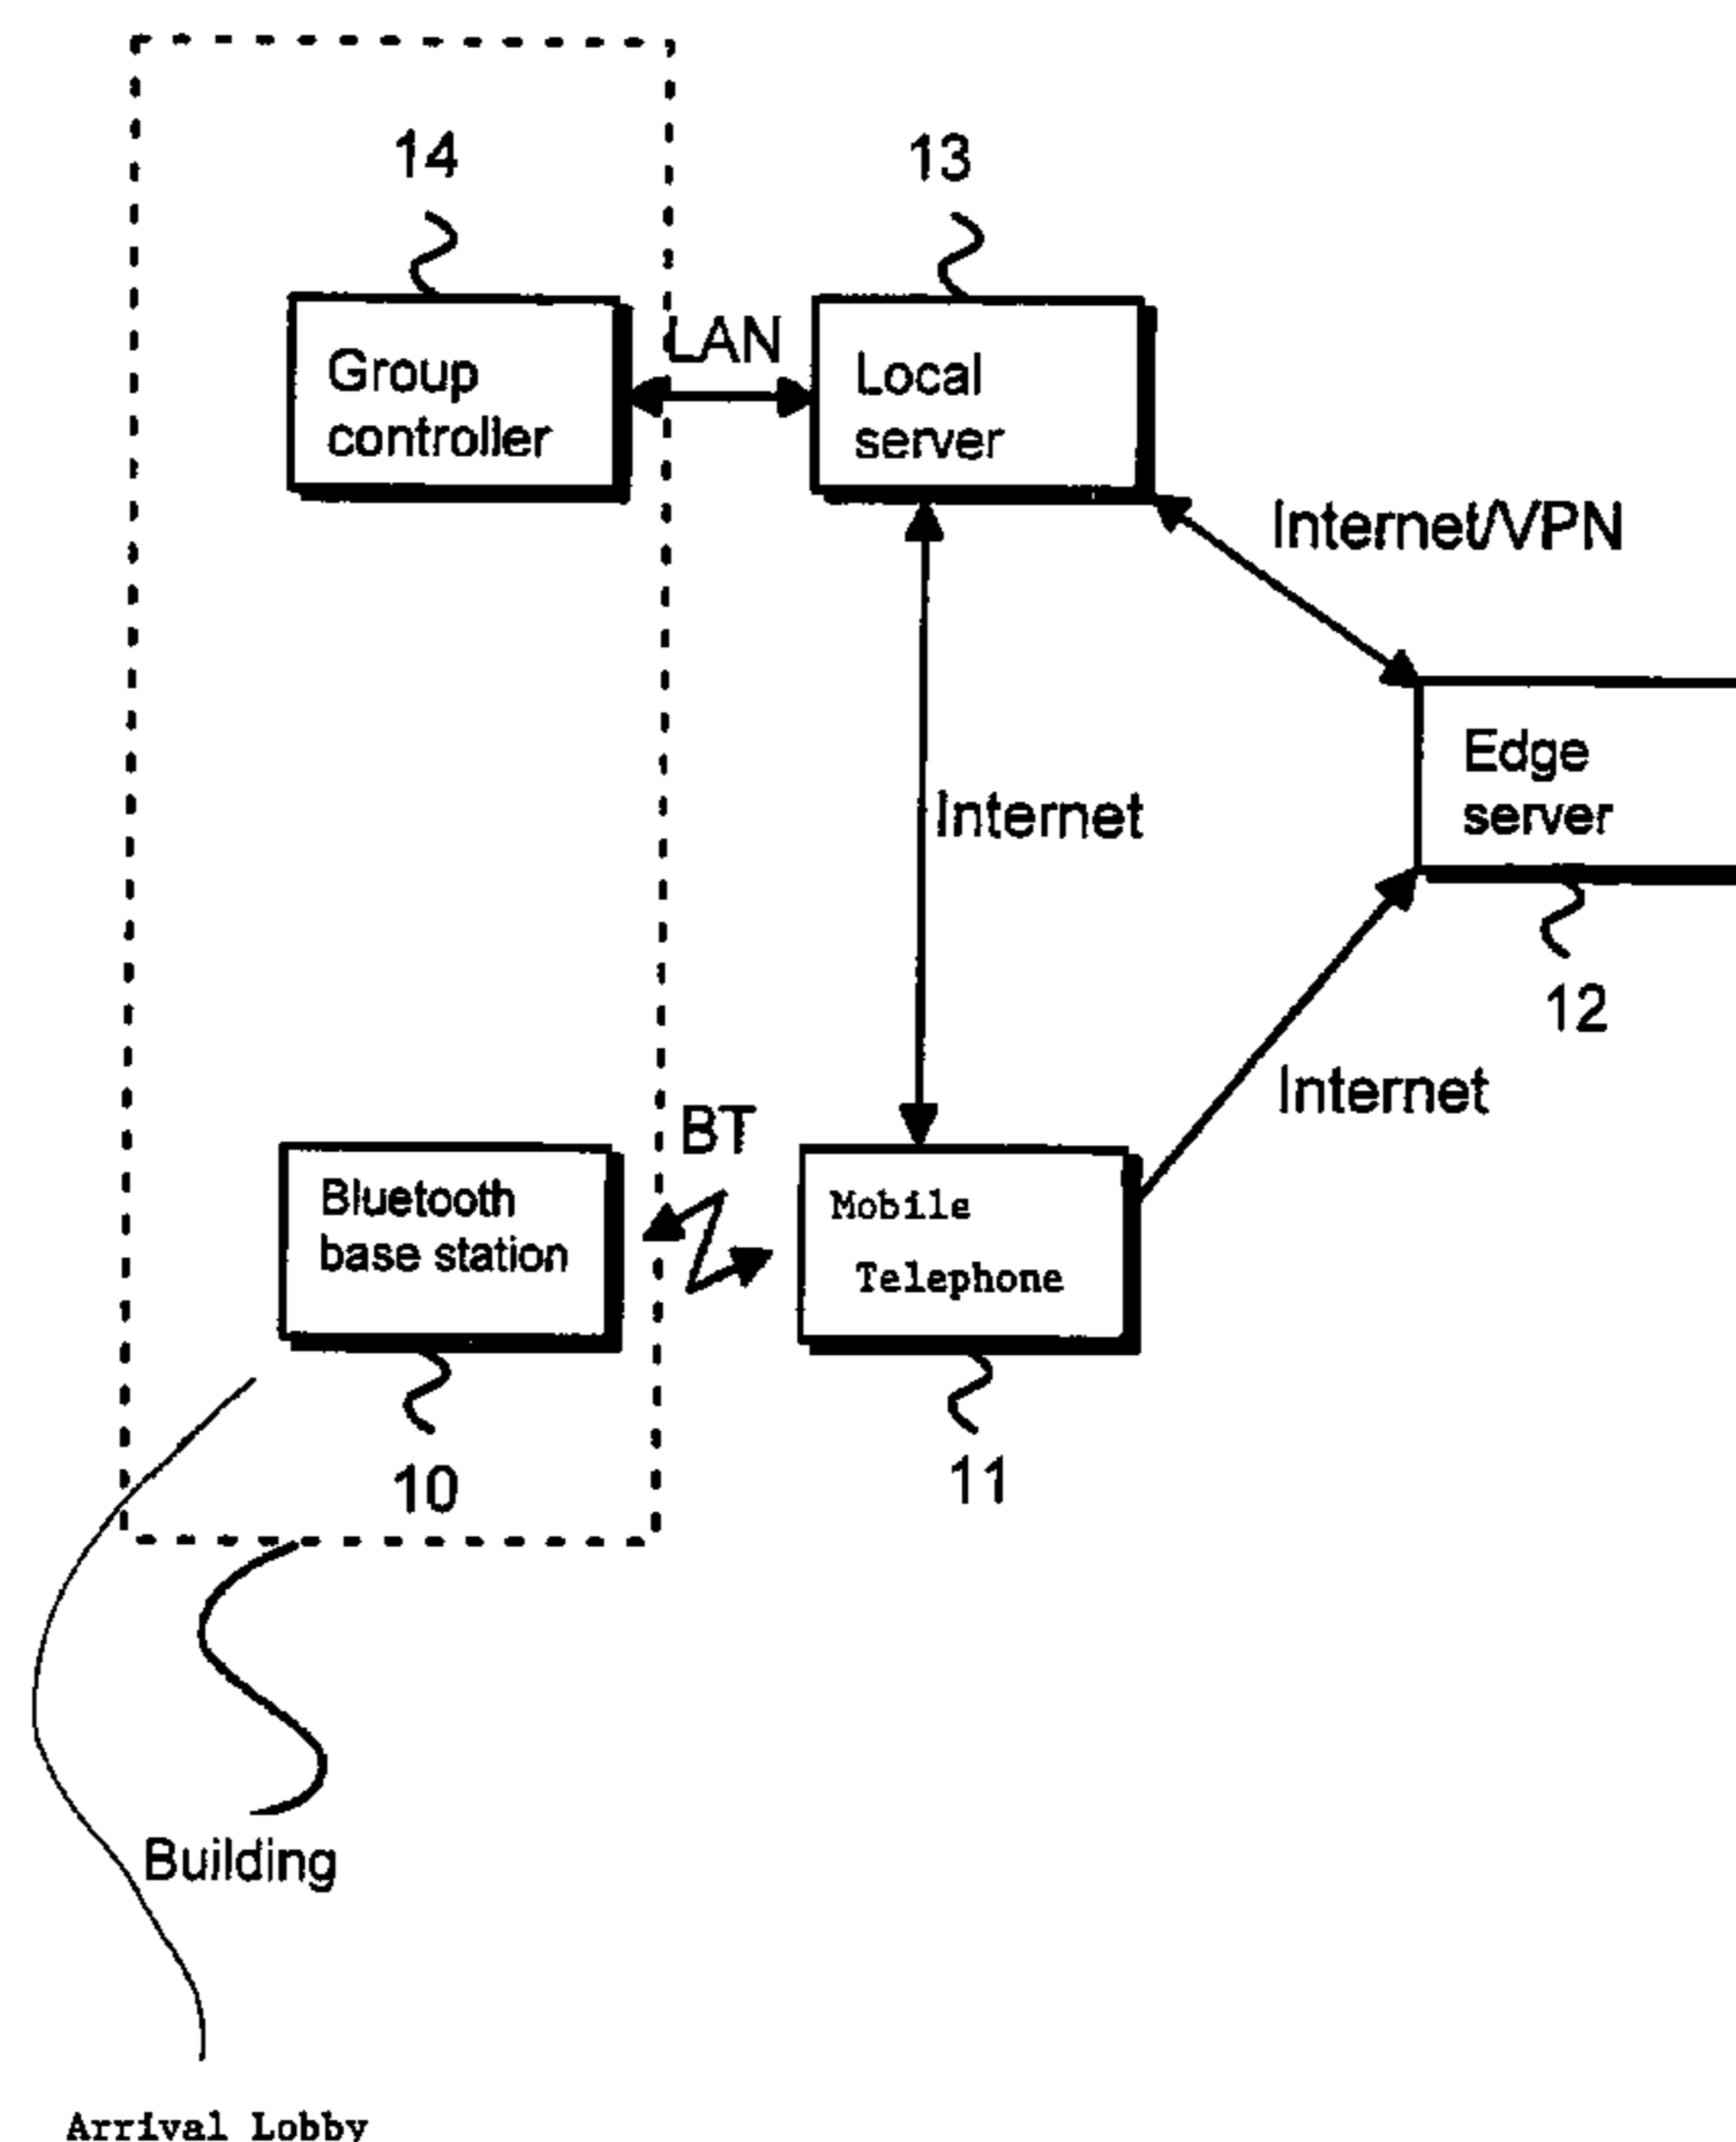 14
13
Group
controller
LAN
Local
server
Internet/VPN
Edge
server
Internet
12
Internet
BT
Bluetooth
base station
Mobile
Telephone
10
11
Building
Arrival Lobby